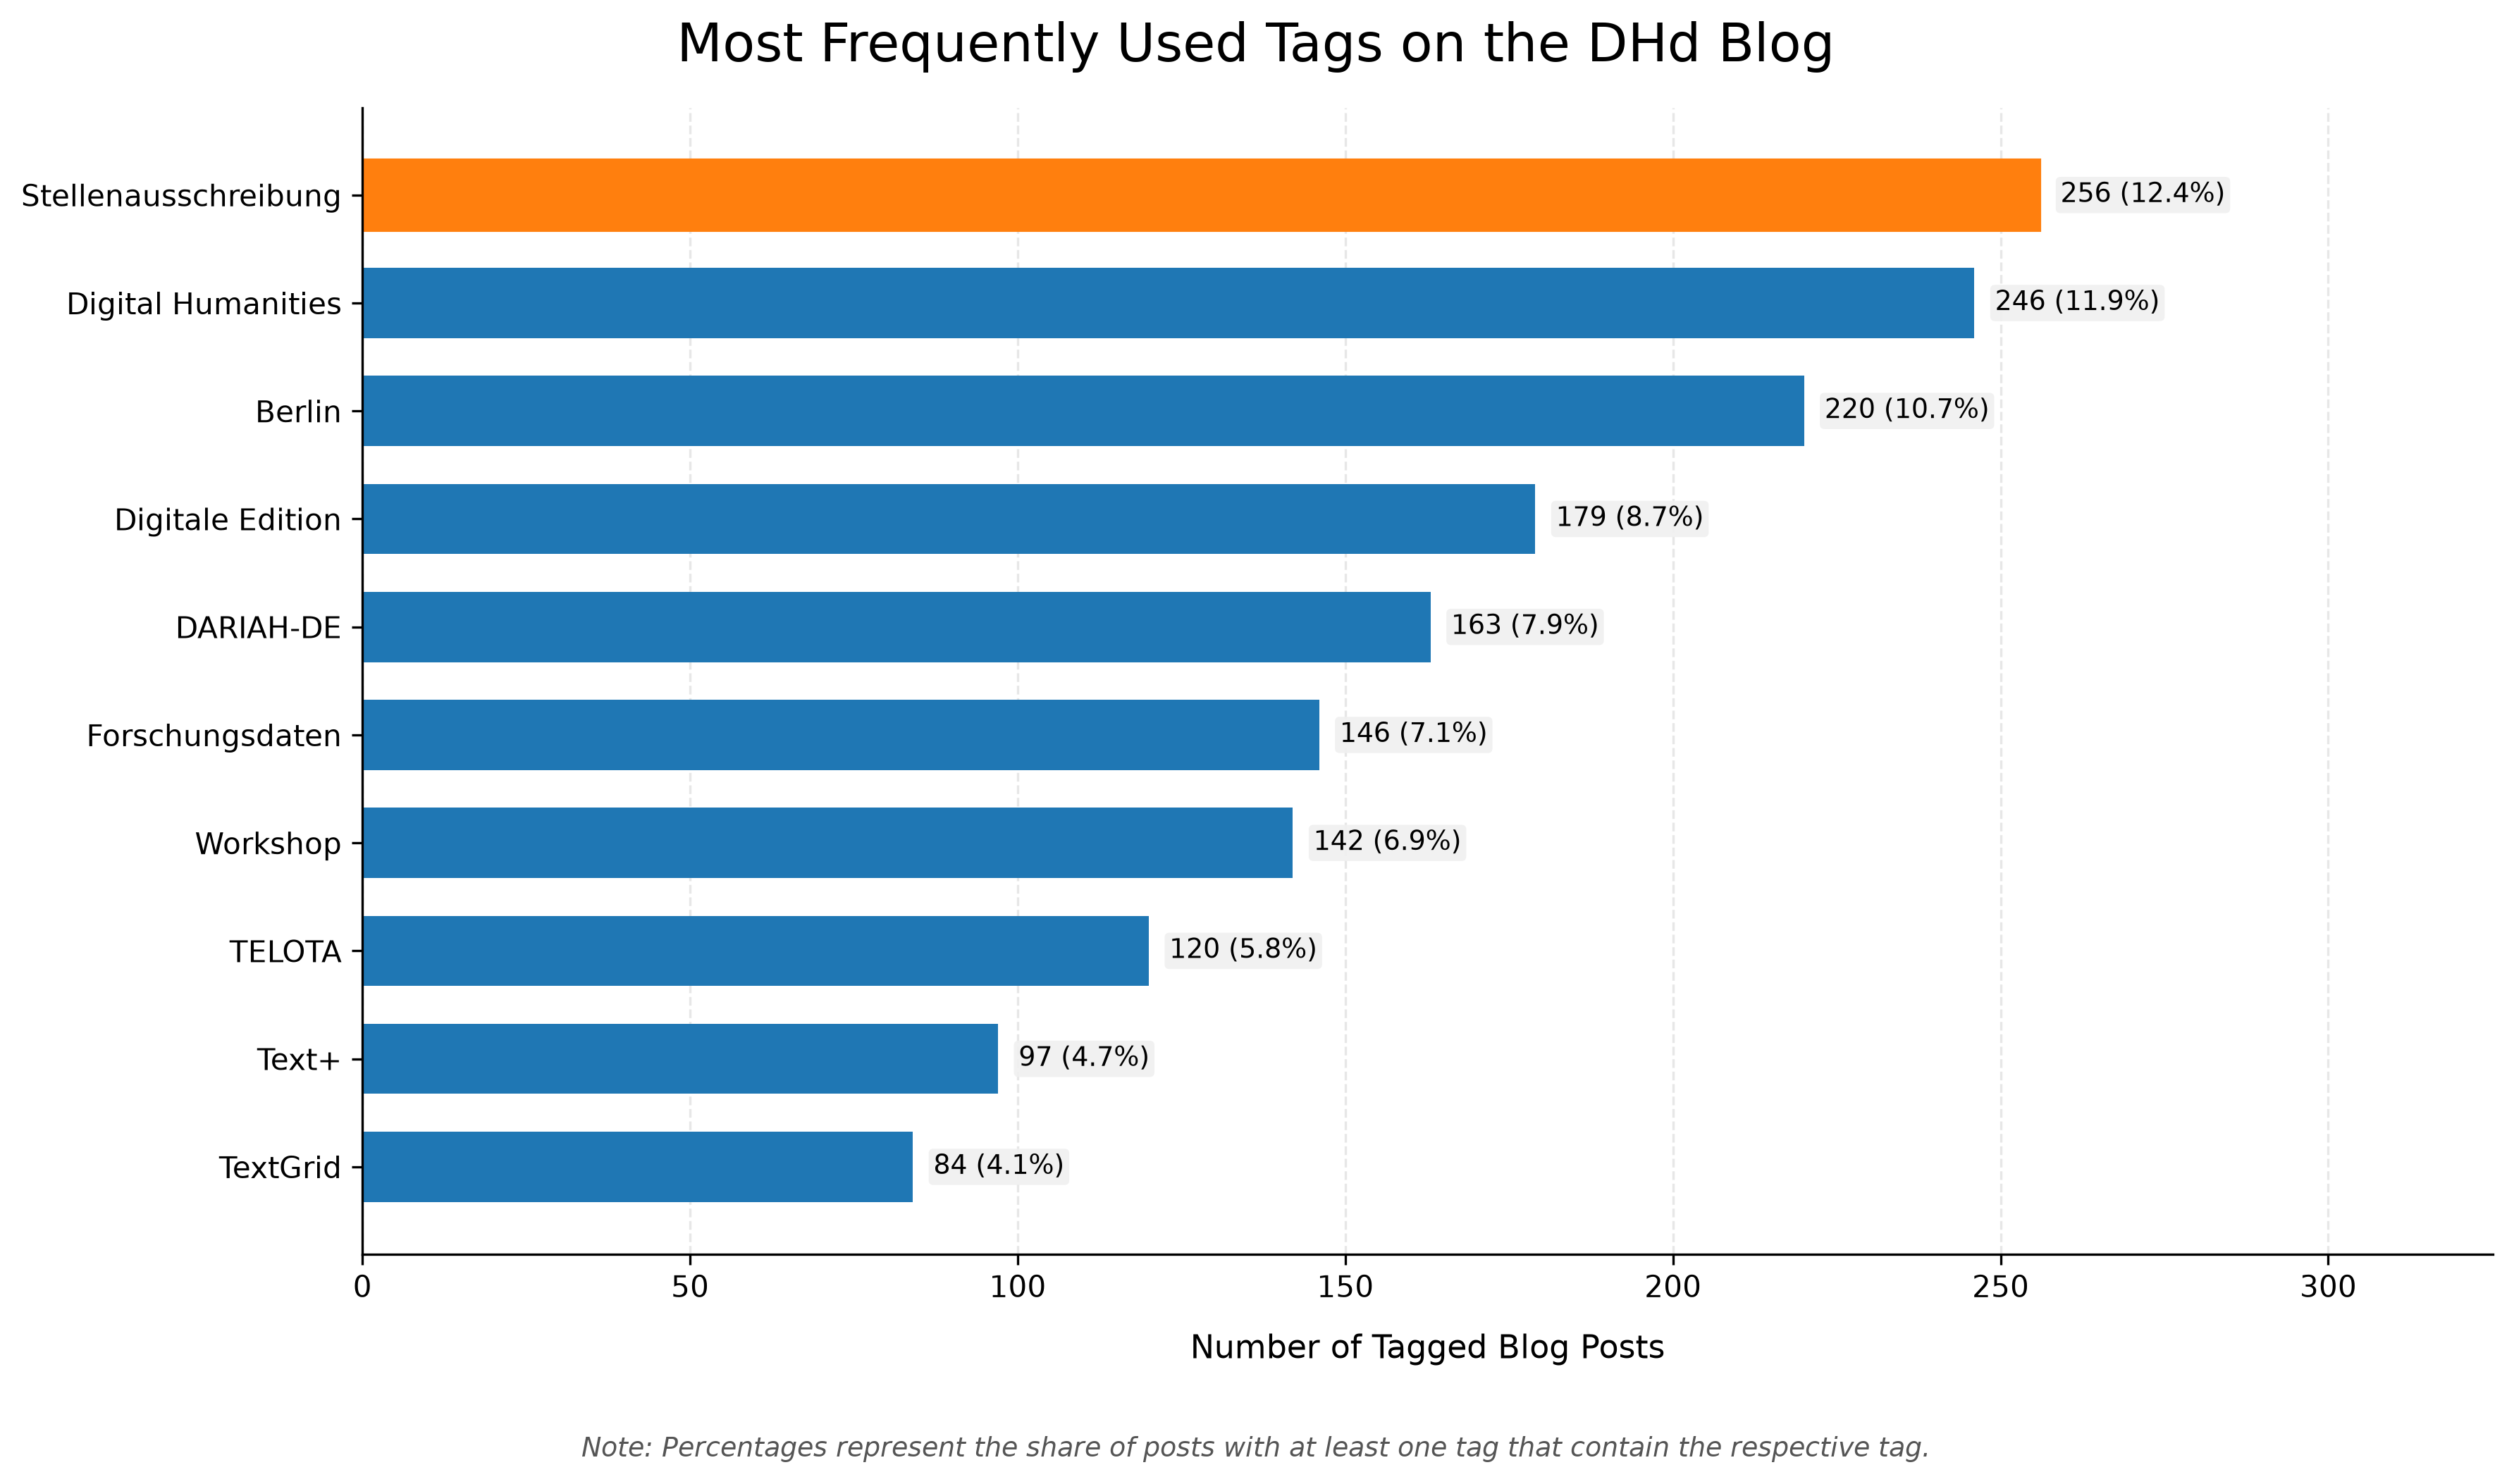 Most Frequently Used Tags on the DHd Blog
Stellenausschreibung
256 (12.4%)
Digital Humanities
246 (11.9%)
Berlin
220 (10.7%)
Digitale Edition
179 (8.7%)
DARIAH-DE
163 (7.9%)
Forschungsdaten
146 (7.1%)
Workshop
142 (6.9%)
TELOTA
120 (5.8%)
Text+
97 (4.7%)
TextGrid
84 (4.1%)
0 50 100 150 200 250 300
Number of Tagged Blog Posts
Note: Percentages represent the share of posts with at least one tag that contain the respective tag.